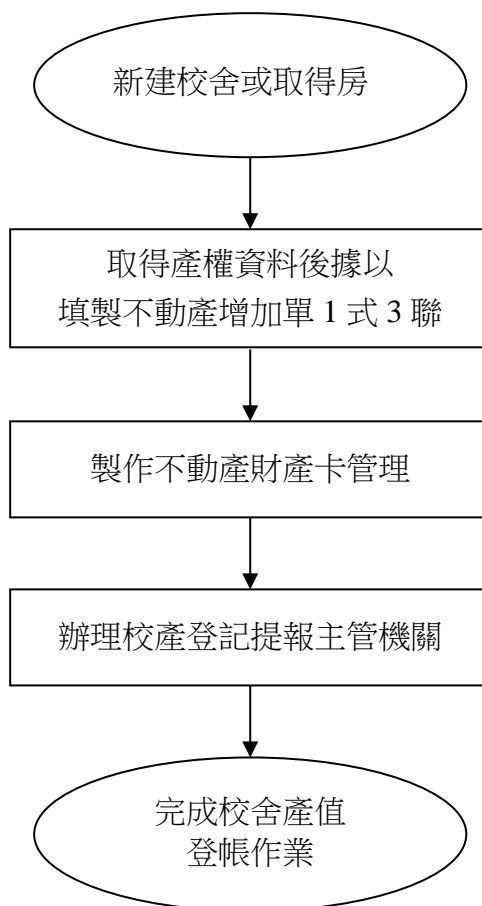 新建校舍或取得房
取得產權資料後據以
填製不動產增加單 1 式 3 聯
製作不動產財產卡管理
辦理校產登記提報主管機關
完成校舍產值
登帳作業